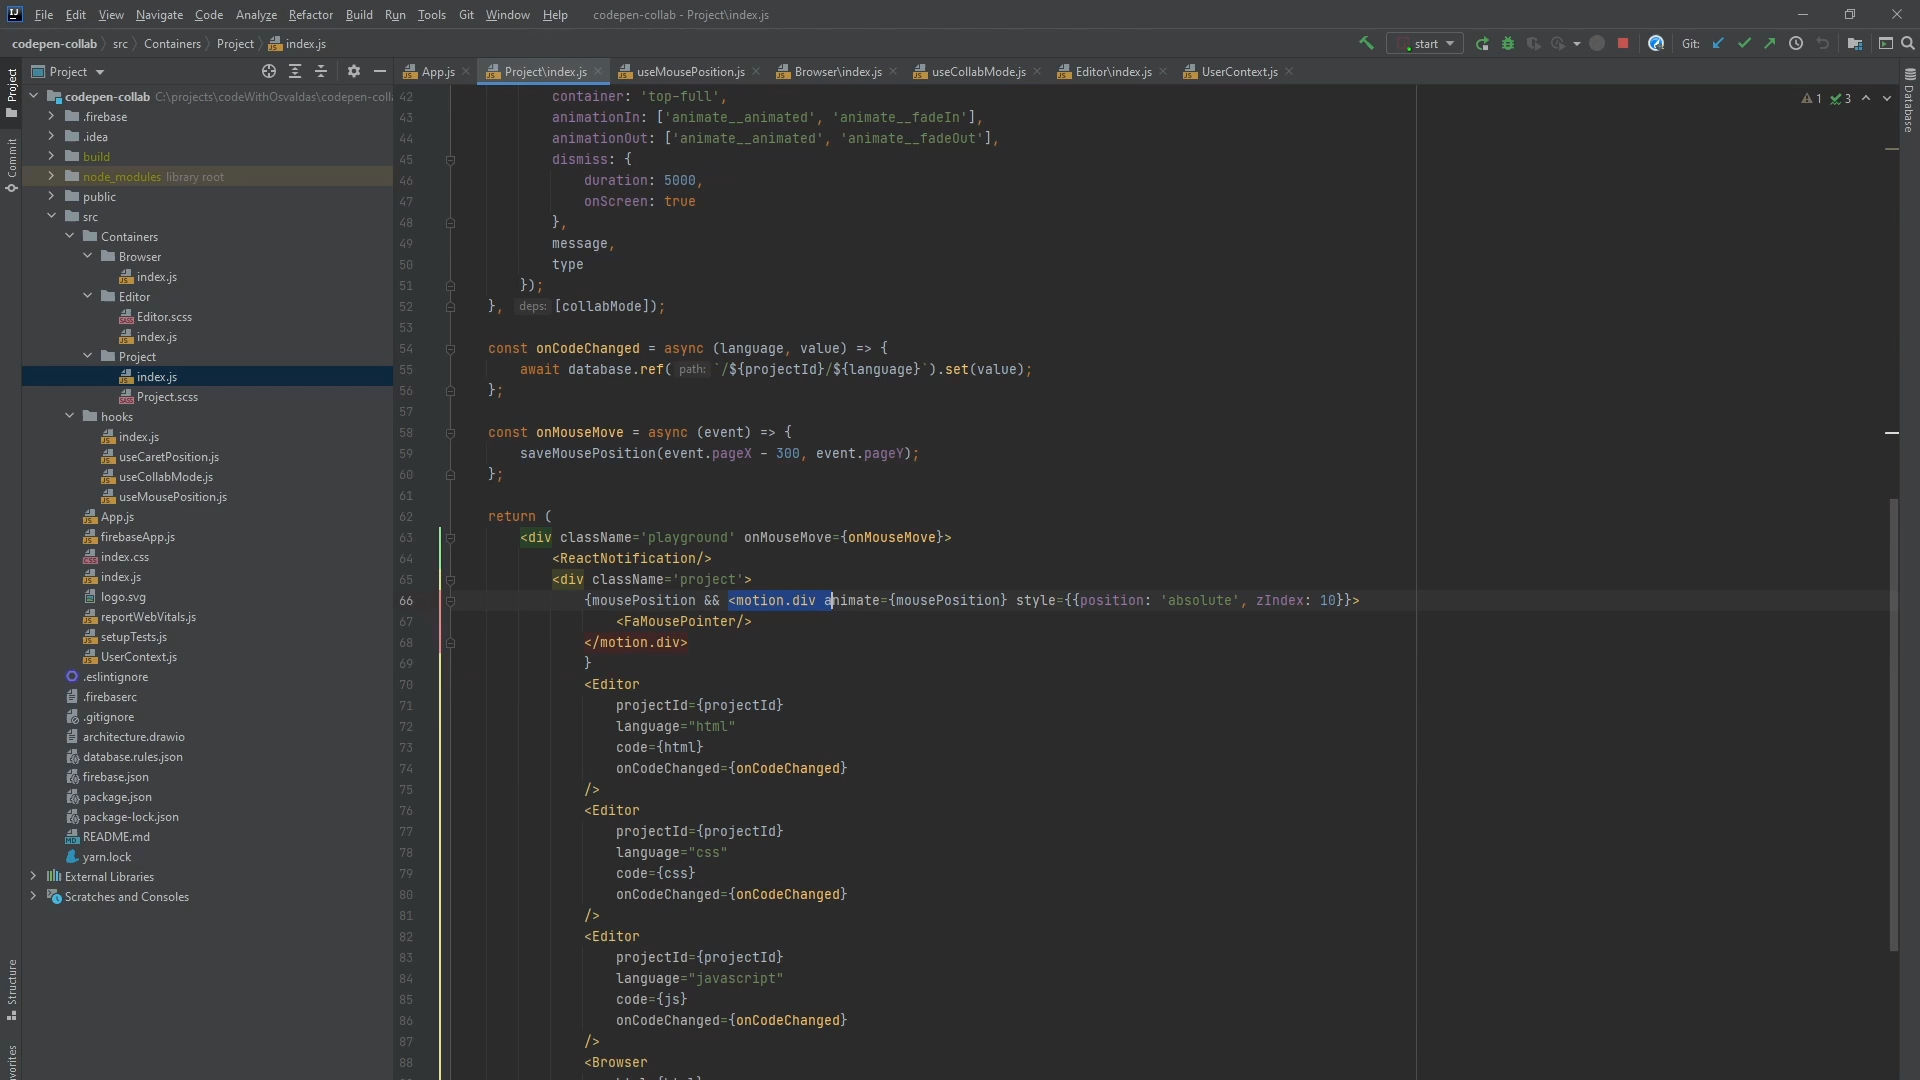 File Edit View Navigate Code Analyze Refactor Build Run Tools Git Window Help codepen-collab - Project\index.js
codepen-collab src Containers Project index.js start Git:
Project
App.js Project\index.js useMousePosition.js Browser\index.js useCollabMode.js Editor\index.js UserContext.js
Project
Commit
Structure
Database
1 3
codepen-collab C:\projects\codeWithOsvaldas\codepen-coll
.firebase
.idea
build
node_modules library root
public
src
Containers
Browser
index.js
Editor
Editor.scss
index.js
Project
index.js
Project.scss
hooks
index.js
useCaretPosition.js
useCollabMode.js
useMousePosition.js
App.js
firebaseApp.js
index.css
index.js
logo.svg
reportWebVitals.js
setupTests.js
UserContext.js
.eslintignore
.firebaserc
.gitignore
architecture.drawio
database.rules.json
firebase.json
package.json
package-lock.json
README.md
yarn.lock
External Libraries
Scratches and Consoles
42 container: 'top-full',
43 animationIn: ['animate__animated', 'animate__fadeIn'],
44 animationOut: ['animate__animated', 'animate__fadeOut'],
45 dismiss: {
46 duration: 5000,
47 onScreen: true
48 },
49 message,
50 type
51 });
52 }, deps: [collabMode]);
53
54 const onCodeChanged = async (language, value) => {
55 await database.ref( path: `/${projectId}/${language}`).set(value);
56 };
57
58 const onMouseMove = async (event) => {
59 saveMousePosition(event.pageX - 300, event.pageY);
60 };
61
62 return (
63 <div className='playground' onMouseMove={onMouseMove}>
64 <ReactNotification/>
65 <div className='project'>
66 {mousePosition && <motion.div animate={mousePosition} style={{position: 'absolute', zIndex: 10}}>
67 <FaMousePointer/>
68 </motion.div>
69 }
70 <Editor
71 projectId={projectId}
72 language="html"
73 code={html}
74 onCodeChanged={onCodeChanged}
75 />
76 <Editor
77 projectId={projectId}
78 language="css"
79 code={css}
80 onCodeChanged={onCodeChanged}
81 />
82 <Editor
83 projectId={projectId}
84 language="javascript"
85 code={js}
86 onCodeChanged={onCodeChanged}
87 />
88 <Browser